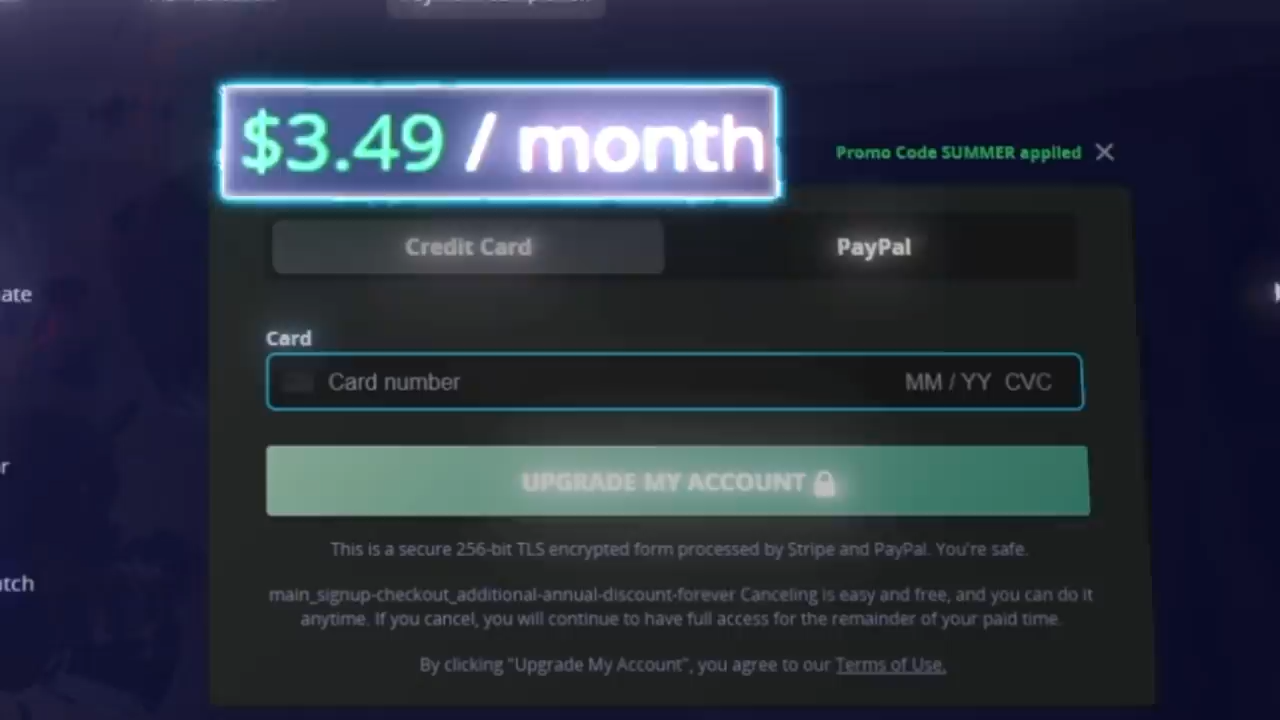 $3.49 / month
Promo Code SUMMER applied
Credit Card
PayPal
ate
Card
Card number
MM / YY CVC
UPGRADE MY ACCOUNT
This is a secure 256-bit TLS encrypted form processed by Stripe and PayPal. You're safe.
main_signup-checkout_additional-annual-discount-forever Canceling is easy and free, and you can do it
anytime. If you cancel, you will continue to have full access for the remainder of your paid time.
By clicking "Upgrade My Account", you agree to our Terms of Use.